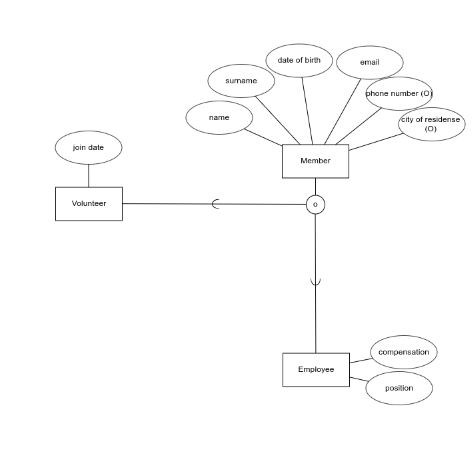 date of birth
email
surname
phone number (O)
name
city of residense
(O)
join date
Member
Volunteer
o
compensation
Employee
position